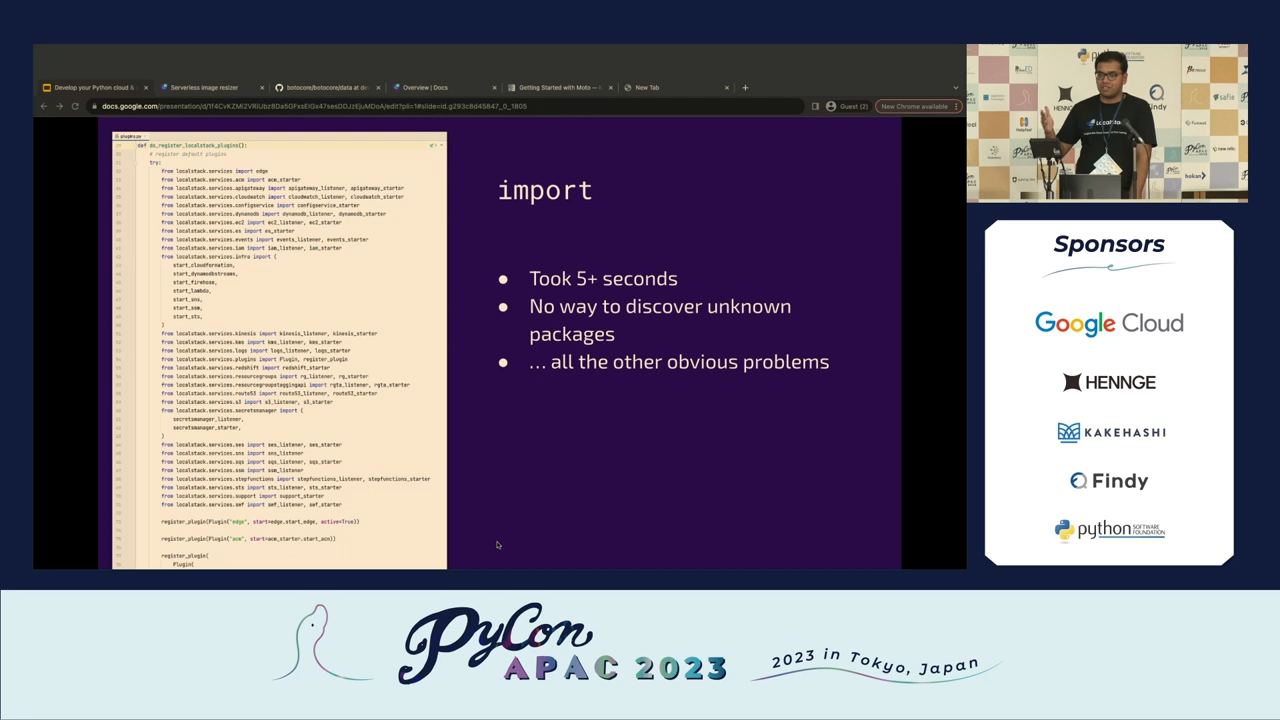 Develop your Python cloud &
Serverless image resizer
botocore/botocore/data at de
Overview | Docs
Getting Started with Moto —
New Tab
Guest (2)
New Chrome available
plugins.py
def do_register_localstack_plugins():
# register default plugins
try:
from localstack.services import edge
from localstack.services.acm import acm_starter
from localstack.services.apigateway import apigateway_listener, apigateway_starter
from localstack.services.cloudwatch import cloudwatch_listener, cloudwatch_starter
from localstack.services.configservice import configservice_starter
from localstack.services.dynamodb import dynamodb_listener, dynamodb_starter
from localstack.services.ec2 import ec2_listener, ec2_starter
from localstack.services.es import es_starter
from localstack.services.events import events_listener, events_starter
from localstack.services.iam import iam_listener, iam_starter
from localstack.services.infra import (
start_cloudformation,
start_dynamodbstreams,
start_firehose,
start_lambda,
start_sns,
start_ssm,
start_sts,
)
from localstack.services.kinesis import kinesis_listener, kinesis_starter
from localstack.services.kms import kms_listener, kms_starter
from localstack.services.logs import logs_listener, logs_starter
from localstack.services.plugins import Plugin, register_plugin
from localstack.services.redshift import redshift_starter
from localstack.services.resourcegroups import rg_listener, rg_starter
from localstack.services.resourcegroupstaggingapi import rgta_listener, rgta_starter
from localstack.services.route53 import route53_listener, route53_starter
from localstack.services.s3 import s3_listener, s3_starter
from localstack.services.secretsmanager import (
secretsmanager_listener,
secretsmanager_starter,
)
from localstack.services.ses import ses_listener, ses_starter
from localstack.services.sns import sns_listener
from localstack.services.sqs import sqs_listener, sqs_starter
from localstack.services.ssm import ssm_listener
from localstack.services.stepfunctions import stepfunctions_listener, stepfunctions_starter
from localstack.services.sts import sts_listener, sts_starter
from localstack.services.support import support_starter
from localstack.services.swf import swf_listener, swf_starter
register_plugin(Plugin("edge", start=edge.start_edge, active=True))
register_plugin(Plugin("acm", start=acm_starter.start_acm))
register_plugin(
Plugin(
import
Took 5+ seconds
No way to discover unknown
packages
... all the other obvious problems
Sponsors
Google Cloud
HENNGE
KAKEHASHI
Findy
python SOFTWARE FOUNDATION
PyCon
APAC 2023
2023 in Tokyo, Japan